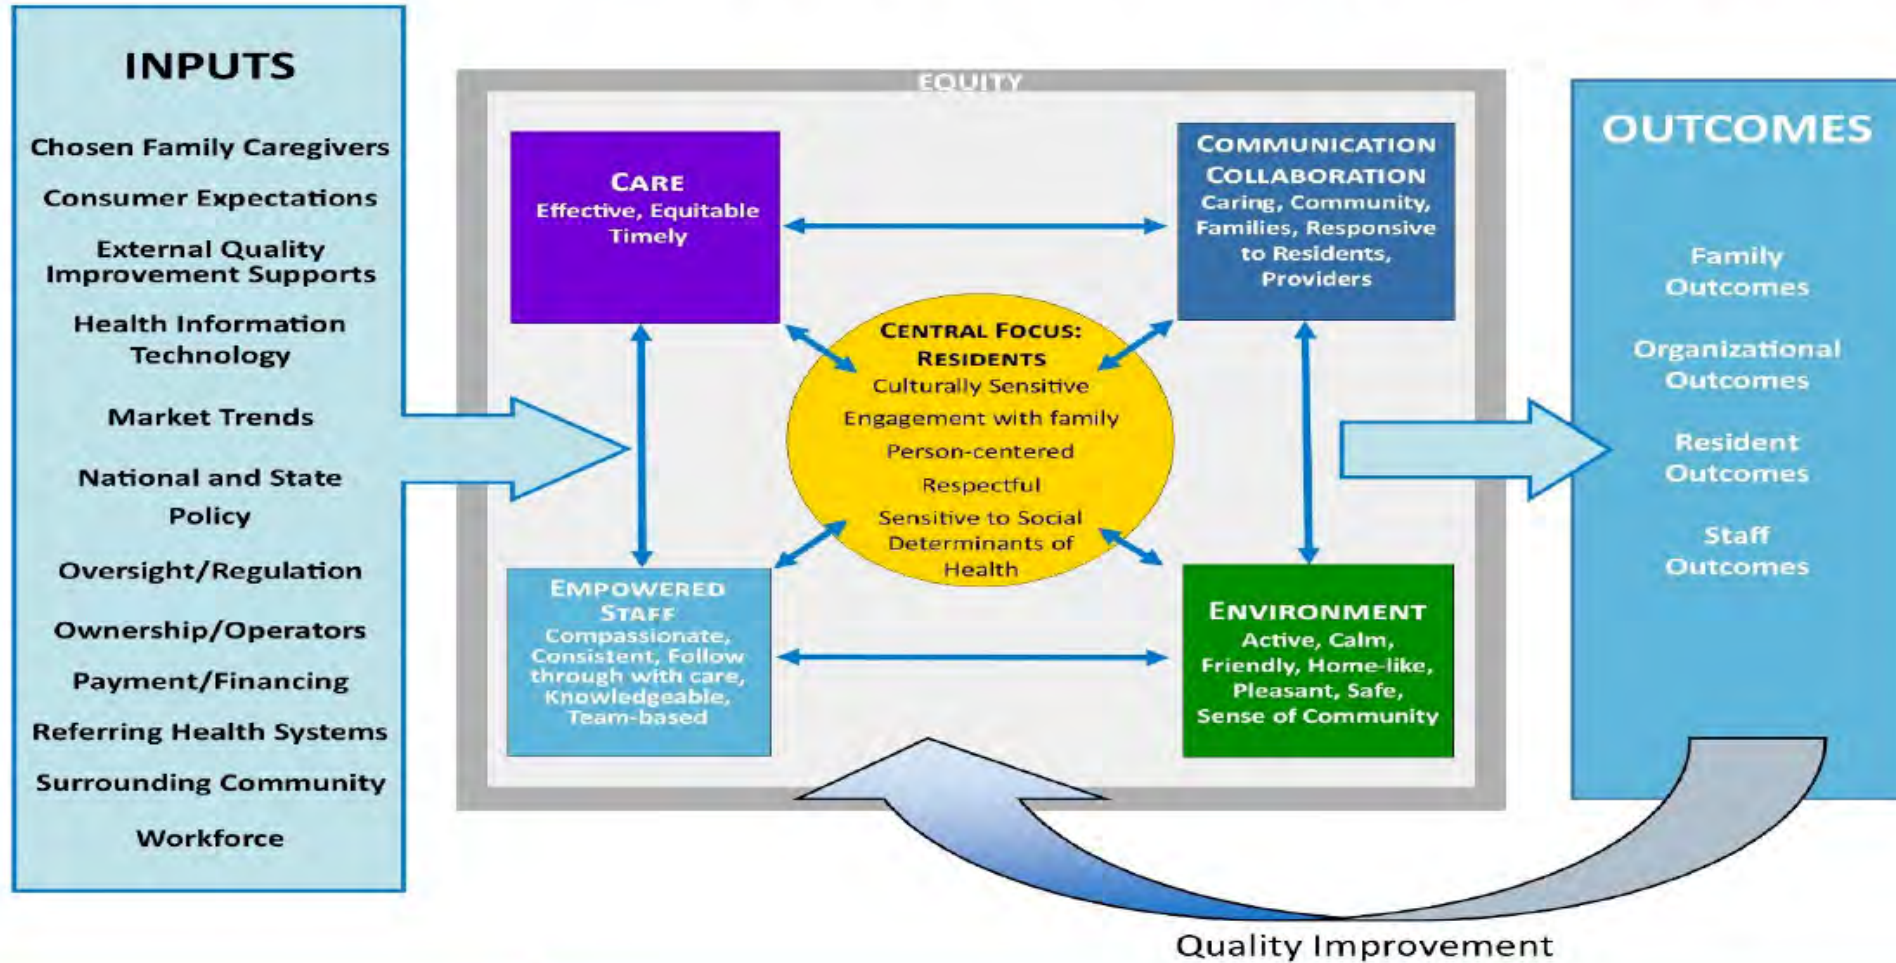 INPUTS
Chosen Family Caregivers
Consumer Expectations
External Quality
Improvement Supports
Health Information
Technology
Market Trends
National and State
Policy
Oversight/Regulation
Ownership/Operators
Payment/Financing
Referring Health Systems
Surrounding Community
Workforce
EQUITY
CARE
Effective, Equitable
Timely
COMMUNICATION
COLLABORATION
Caring, Community,
Families, Responsive
to Residents,
Providers
CENTRAL FOCUS:
RESIDENTS
Culturally Sensitive
Engagement with family
Person-centered
Respectful
Sensitive to Social
Determinants of
Health
EMPOWERED
STAFF
Compassionate,
Consistent, Follow
through with care,
Knowledgeable,
Team-based
ENVIRONMENT
Active, Calm,
Friendly, Home-like,
Pleasant, Safe,
Sense of Community
OUTCOMES
Family
Outcomes
Organizational
Outcomes
Resident
Outcomes
Staff
Outcomes
Quality Improvement